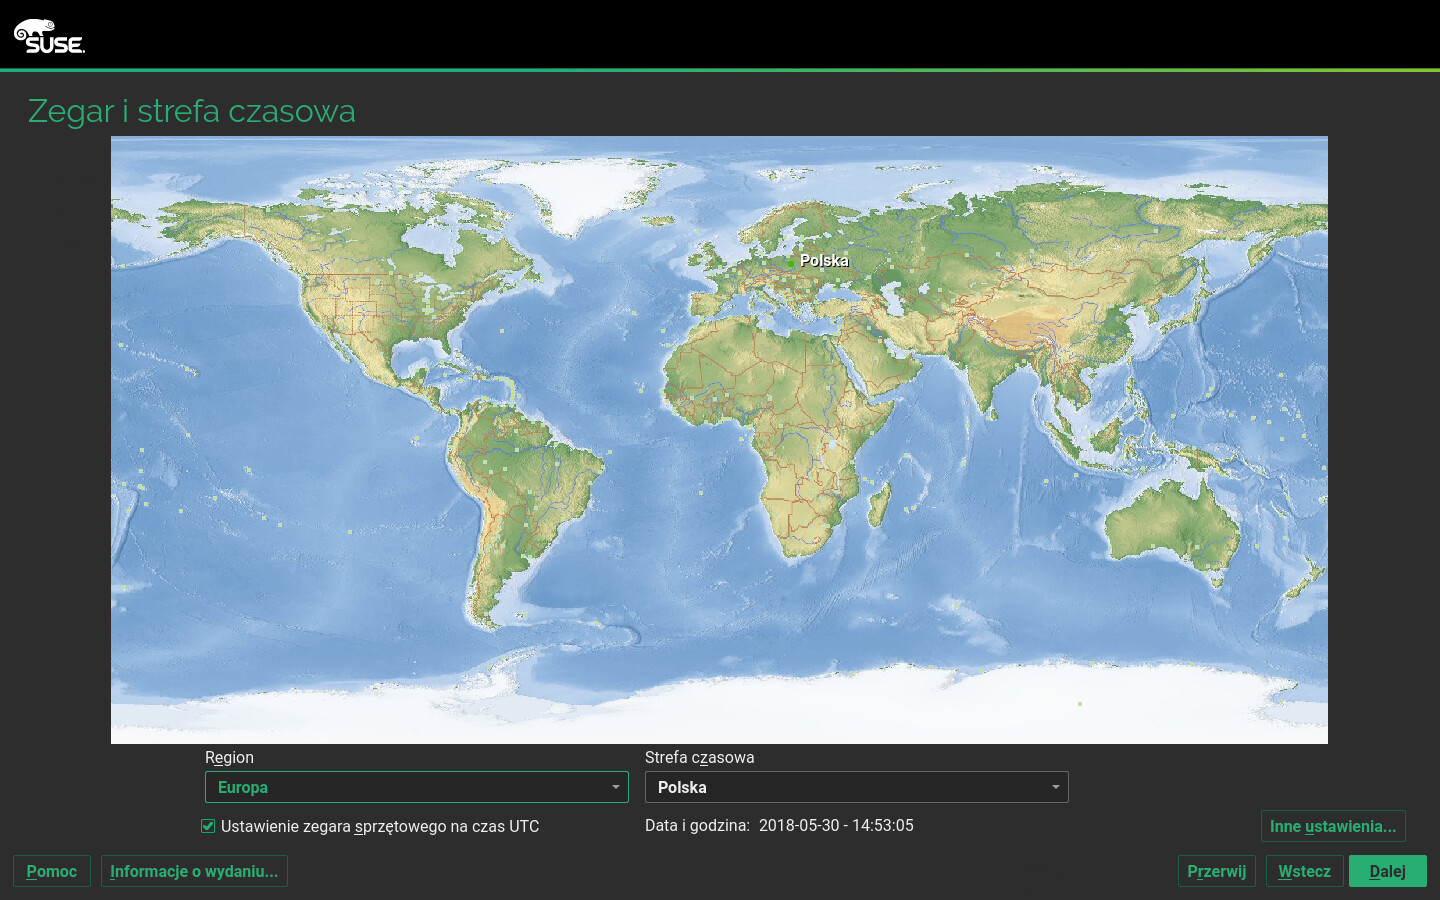 SUSE.
Zegar i strefa czasowa
Polska
Region
Strefa czasowa
Europa
Polska
Ustawienie zegara sprzętowego na czas UTC
Data i godzina: 2018-05-30 - 14:53:05
Inne ustawienia...
Pomoc
Informacje o wydaniu...
Przerwij
Wstecz
Dalej